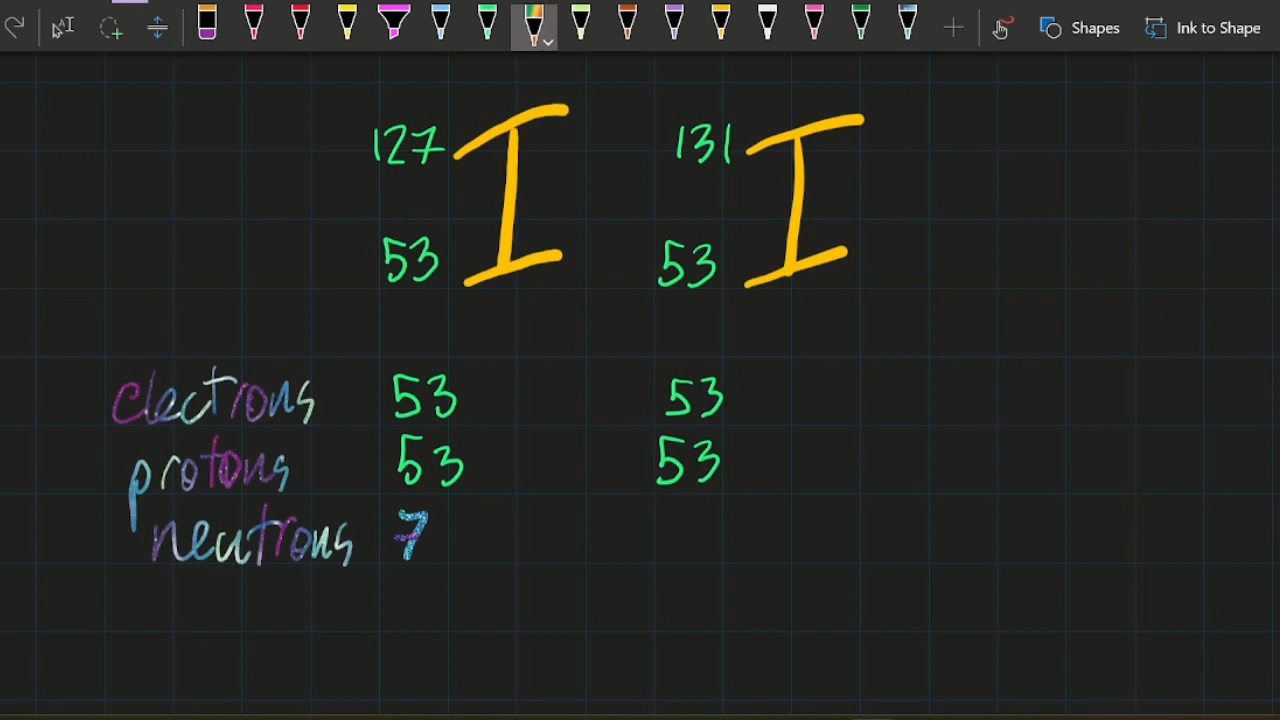 Shapes Ink to Shape
127 I 131 I
53 53
electrons 53 53
protons 53 53
neutrons 7